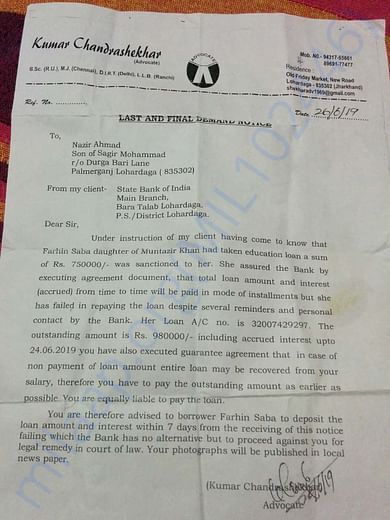 Kumar Chandrashekhar
(Advocate)
B.Sc. (R.U.), M.J. (Chennai), D.I.R.T. (Delhi), L.L.B. (Ranchi)
ADVOCATE
Mob. NO.- 94317-65661
89691-77477
Residence :
Old Friday Market, New Road
Lohardaga - 835302 (Jharkhand)
shekharadv1969@gmail.com
Ref. No. .............
Date 26/6/19
LAST AND FINAL DEMAND NOTICE
To,
Nazir Ahmad
Son of Sagir Mohammad
r/o Durga Bari Lane
Palmerganj Lohardaga ( 835302)
From my client- State Bank of India
Main Branch,
Bara Talab Lohardaga,
P.S./District Lohardaga.
Dear Sir,
Under instruction of my client having come to know that
Farhin Saba daughter of Muntazir Khan had taken education loan a sum
of Rs. 750000/- was sanctioned to her. She assured the Bank by
executing agreement document, that total loan amount and interest
(accrued) from time to time will be paid in mode of installments but she
has failed in repaying the loan despite several reminders and personal
contact by the Bank. Her Loan A/C no. is 32007429297. The
outstanding amount is Rs. 980000/- including accrued interest upto
24.06.2019 you have also executed guarantee agreement that in case of
non payment of loan amount entire loan may be recovered from your
salary, therefore you have to pay the outstanding amount as earlier as
possible. You are equally liable to pay the loan.
You are therefore advised to borrower Farhin Saba to deposit the
loan amount and interest within 7 days from the receiving of this notice
failing which the Bank has no alternative but to proceed against you for
legal remedy in court of law. Your photographs will be published in local
news paper.
(Kumar Chandrashekhar)
Advocate